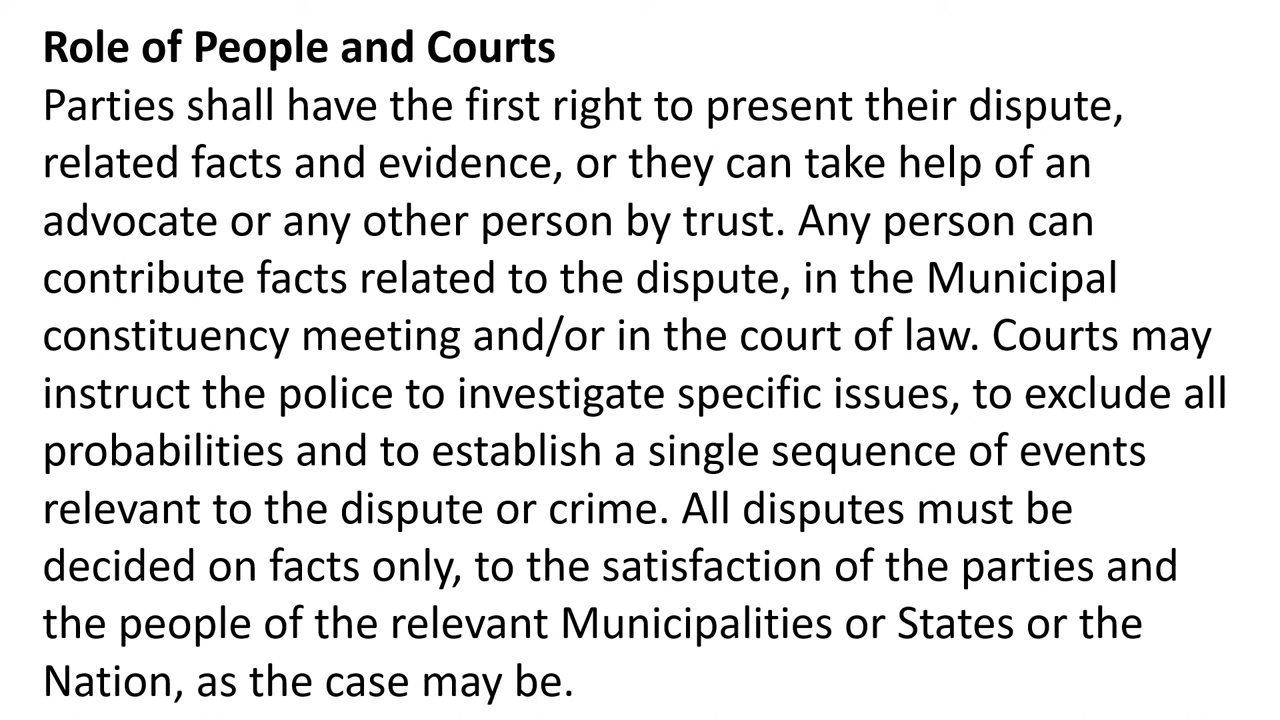 Role of People and Courts
Parties shall have the first right to present their dispute,
related facts and evidence, or they can take help of an
advocate or any other person by trust. Any person can
contribute facts related to the dispute, in the Municipal
constituency meeting and/or in the court of law. Courts may
instruct the police to investigate specific issues, to exclude all
probabilities and to establish a single sequence of events
relevant to the dispute or crime. All disputes must be
decided on facts only, to the satisfaction of the parties and
the people of the relevant Municipalities or States or the
Nation, as the case may be.